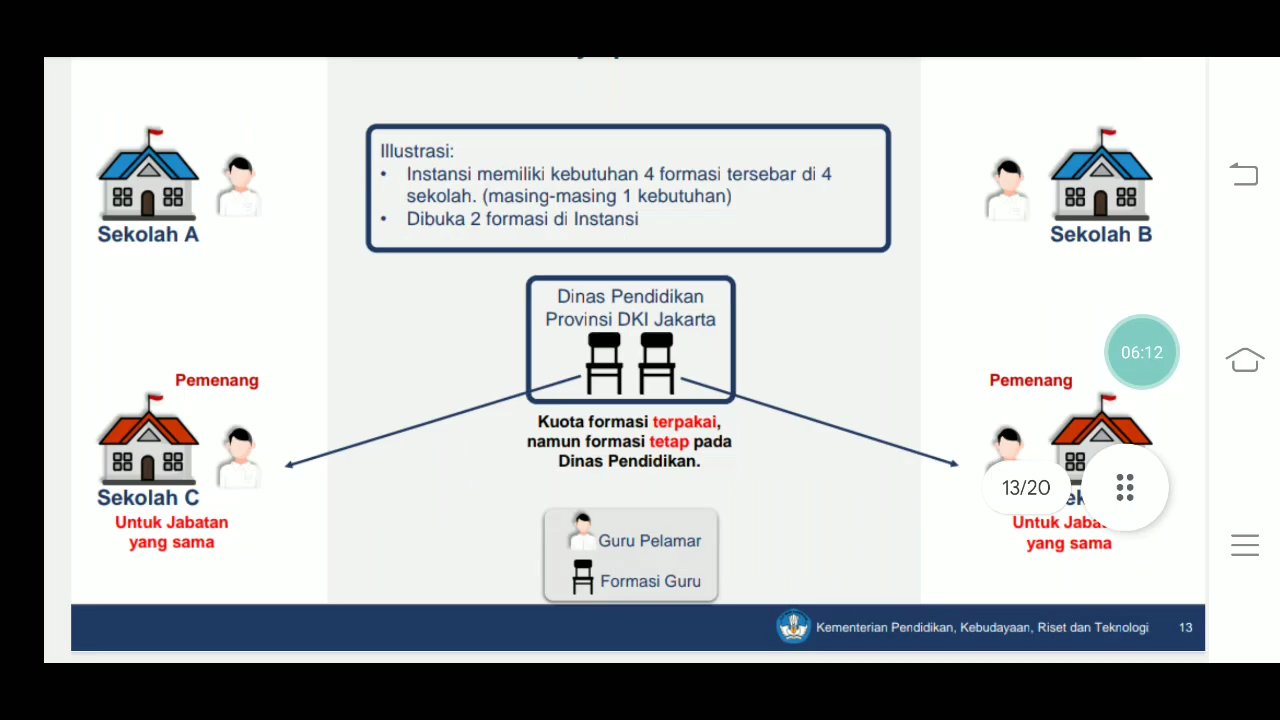 Illustrasi:
• Instansi memiliki kebutuhan 4 formasi tersebar di 4
sekolah. (masing-masing 1 kebutuhan)
• Dibuka 2 formasi di Instansi
Sekolah A
Sekolah B
Dinas Pendidikan
Provinsi DKI Jakarta
06:12
Pemenang
Pemenang
Kuota formasi terpakai,
namun formasi tetap pada
Dinas Pendidikan.
13/20
Sekolah C
Untuk Jabatan
yang sama
Untuk
yang sama
Guru Pelamar
Formasi Guru
Kementerian Pendidikan, Kebudayaan, Riset dan Teknologi 13